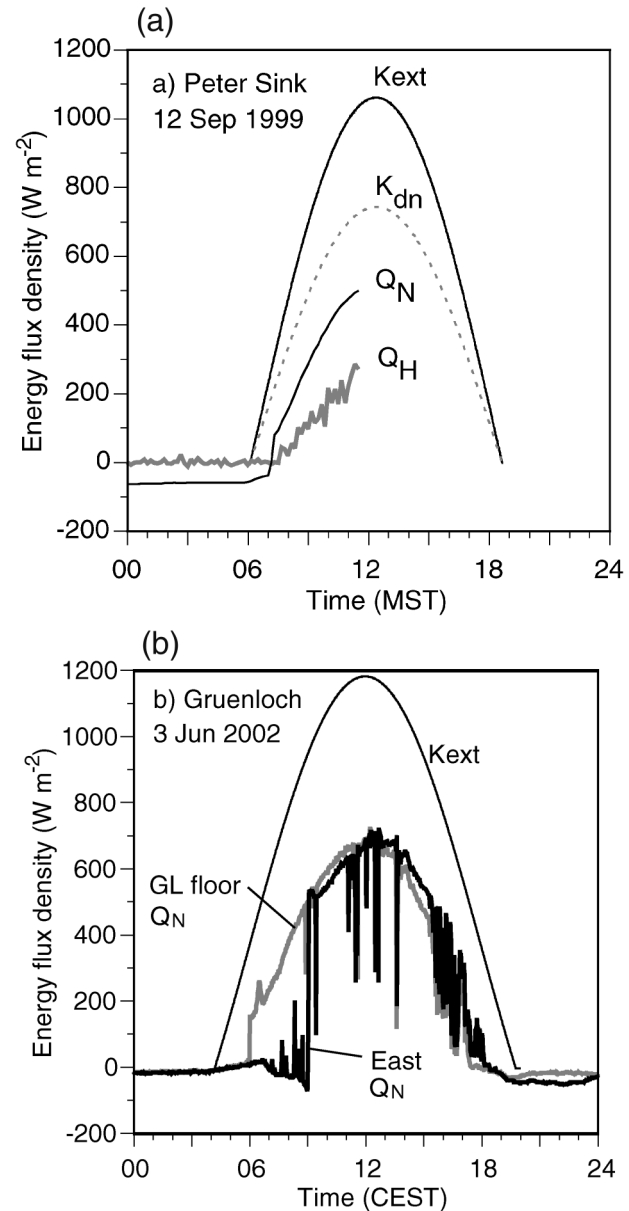 (a)
1200
1000
800
600
400
200
0
-200
Energy flux density (W m-2)
a) Peter Sink
12 Sep 1999
Kext
Kdn
QN
QH
00 06 12 18 24
Time (MST)
(b)
1200
1000
800
600
400
200
0
-200
Energy flux density (W m-2)
b) Gruenloch
3 Jun 2002
Kext
GL floor
QN
East
QN
00 06 12 18 24
Time (CEST)